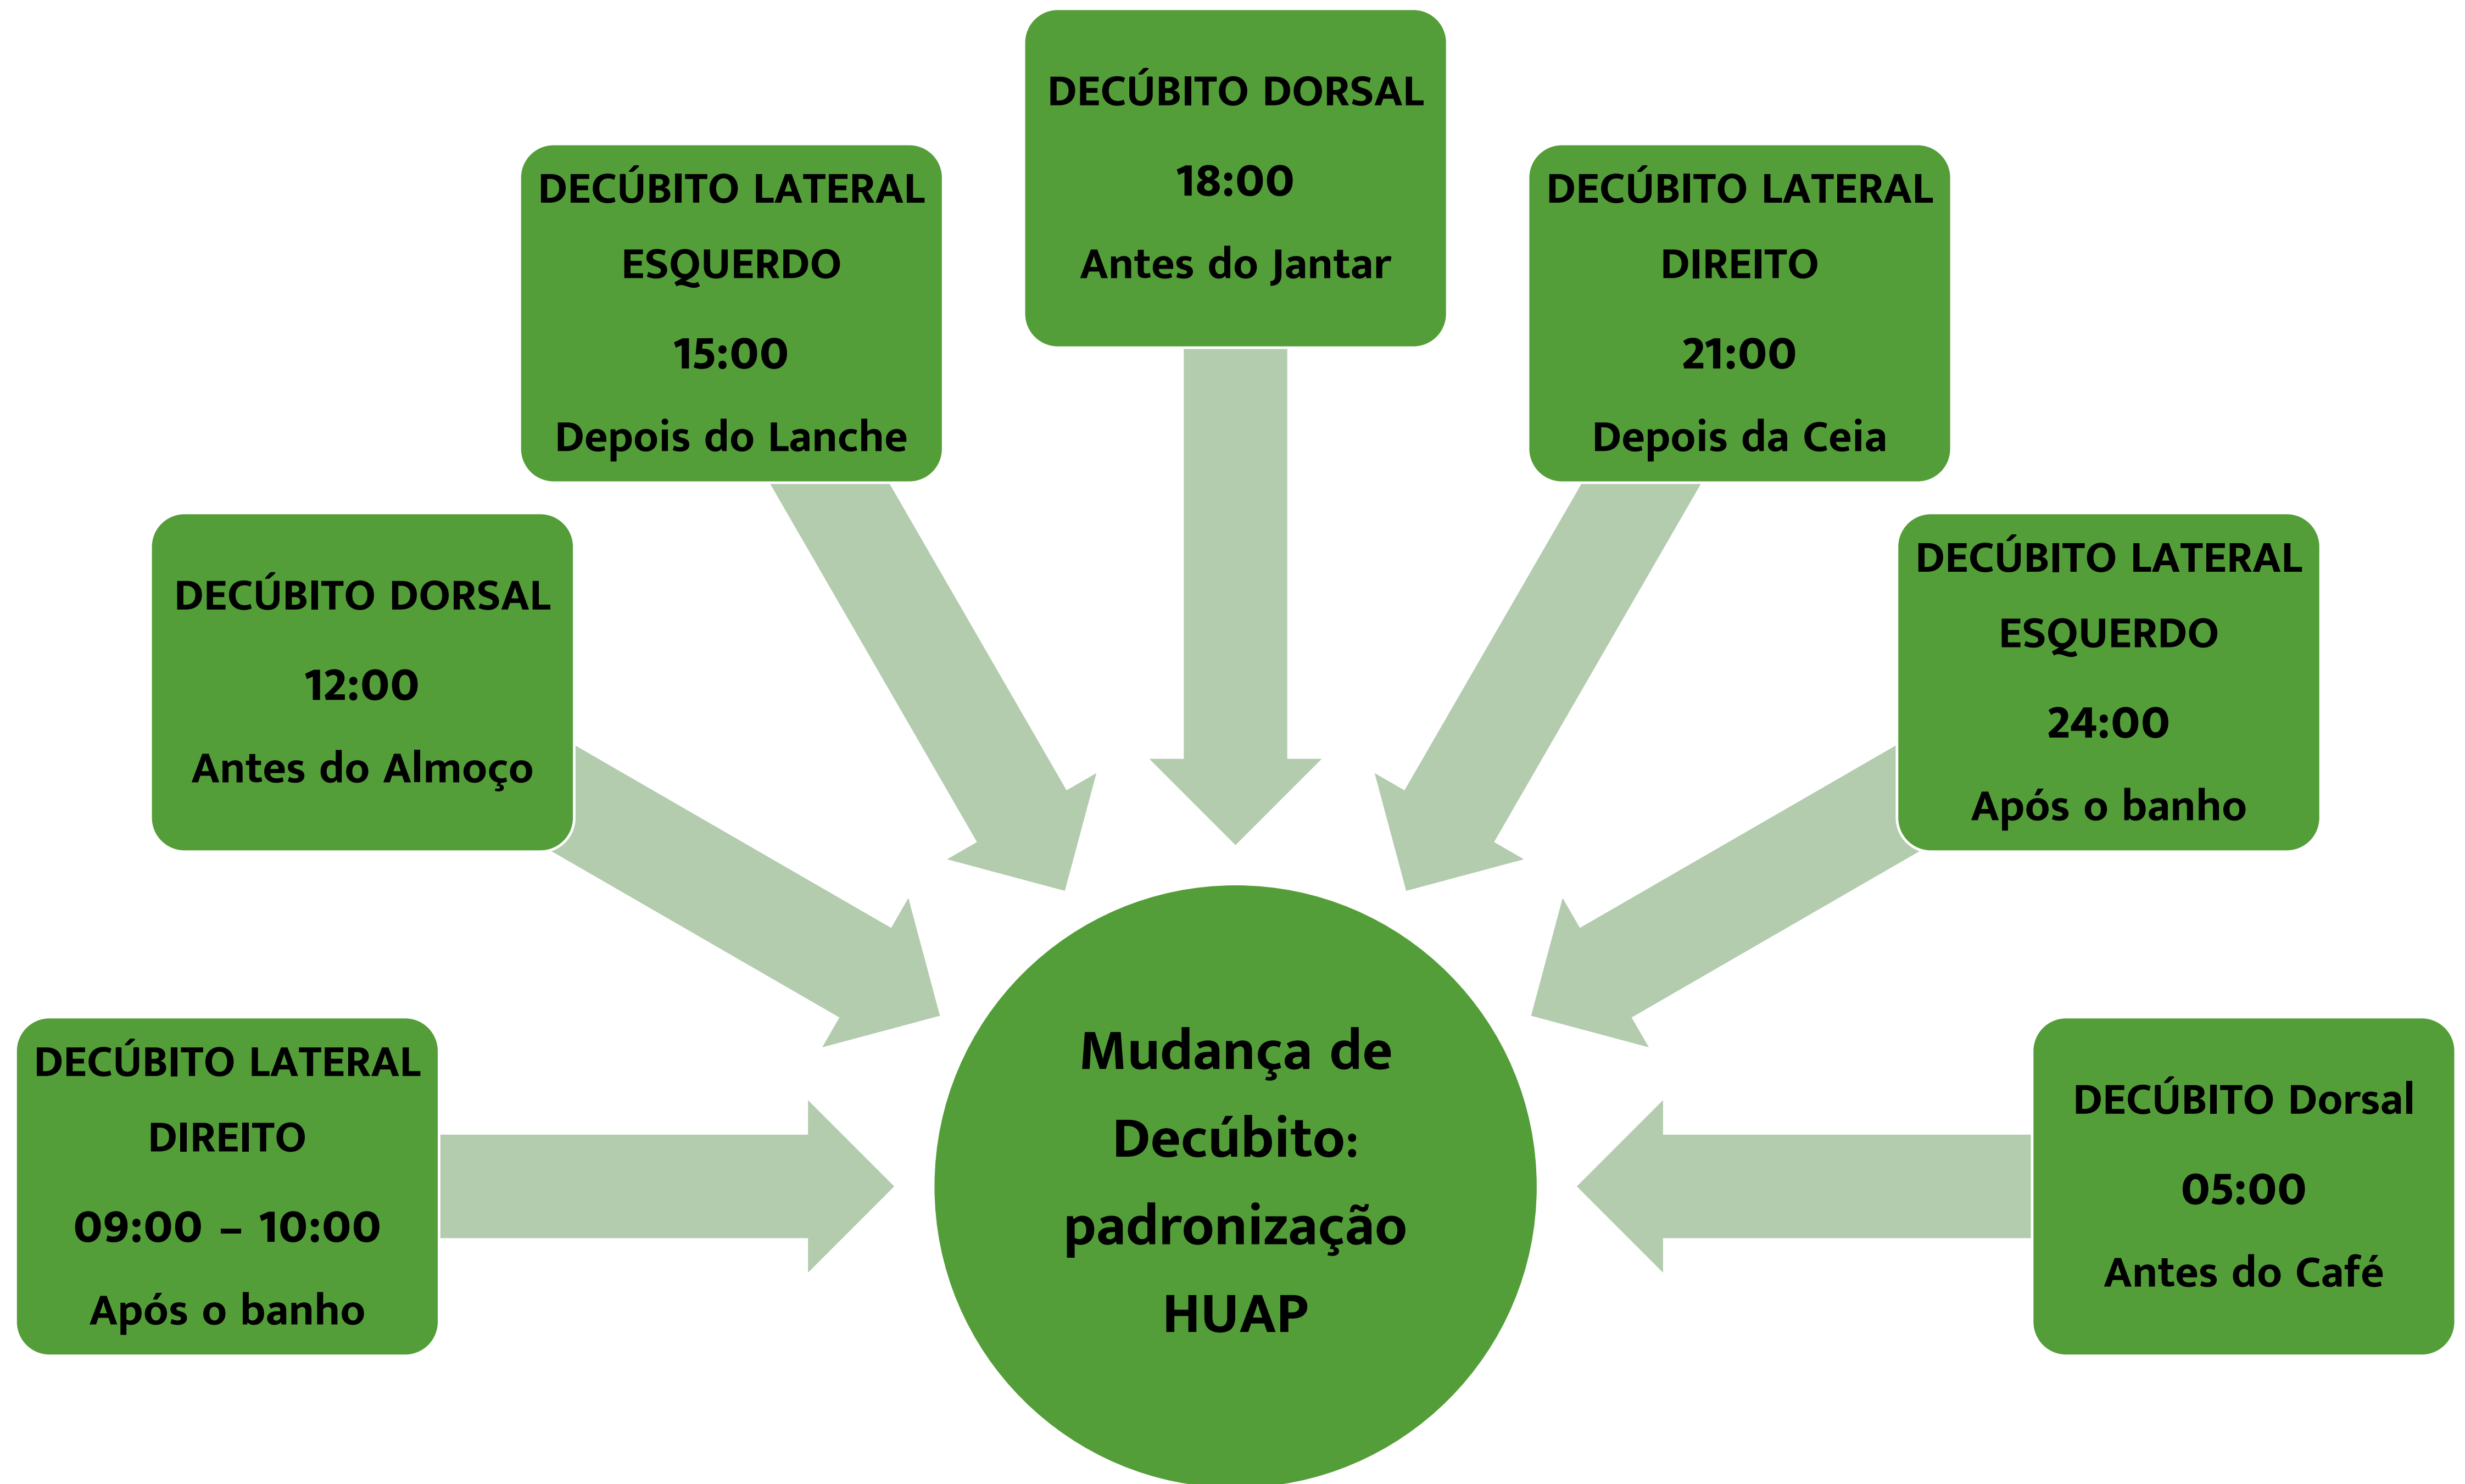 DECÚBITO DORSAL
18:00
Antes do Jantar
DECÚBITO LATERAL
ESQUERDO
15:00
Depois do Lanche
DECÚBITO LATERAL
DIREITO
21:00
Depois da Ceia
DECÚBITO DORSAL
12:00
Antes do Almoço
DECÚBITO LATERAL
ESQUERDO
24:00
Após o banho
DECÚBITO LATERAL
DIREITO
09:00 – 10:00
Após o banho
Mudança de
Decúbito:
padronização
HUAP
DECÚBITO Dorsal
05:00
Antes do Café